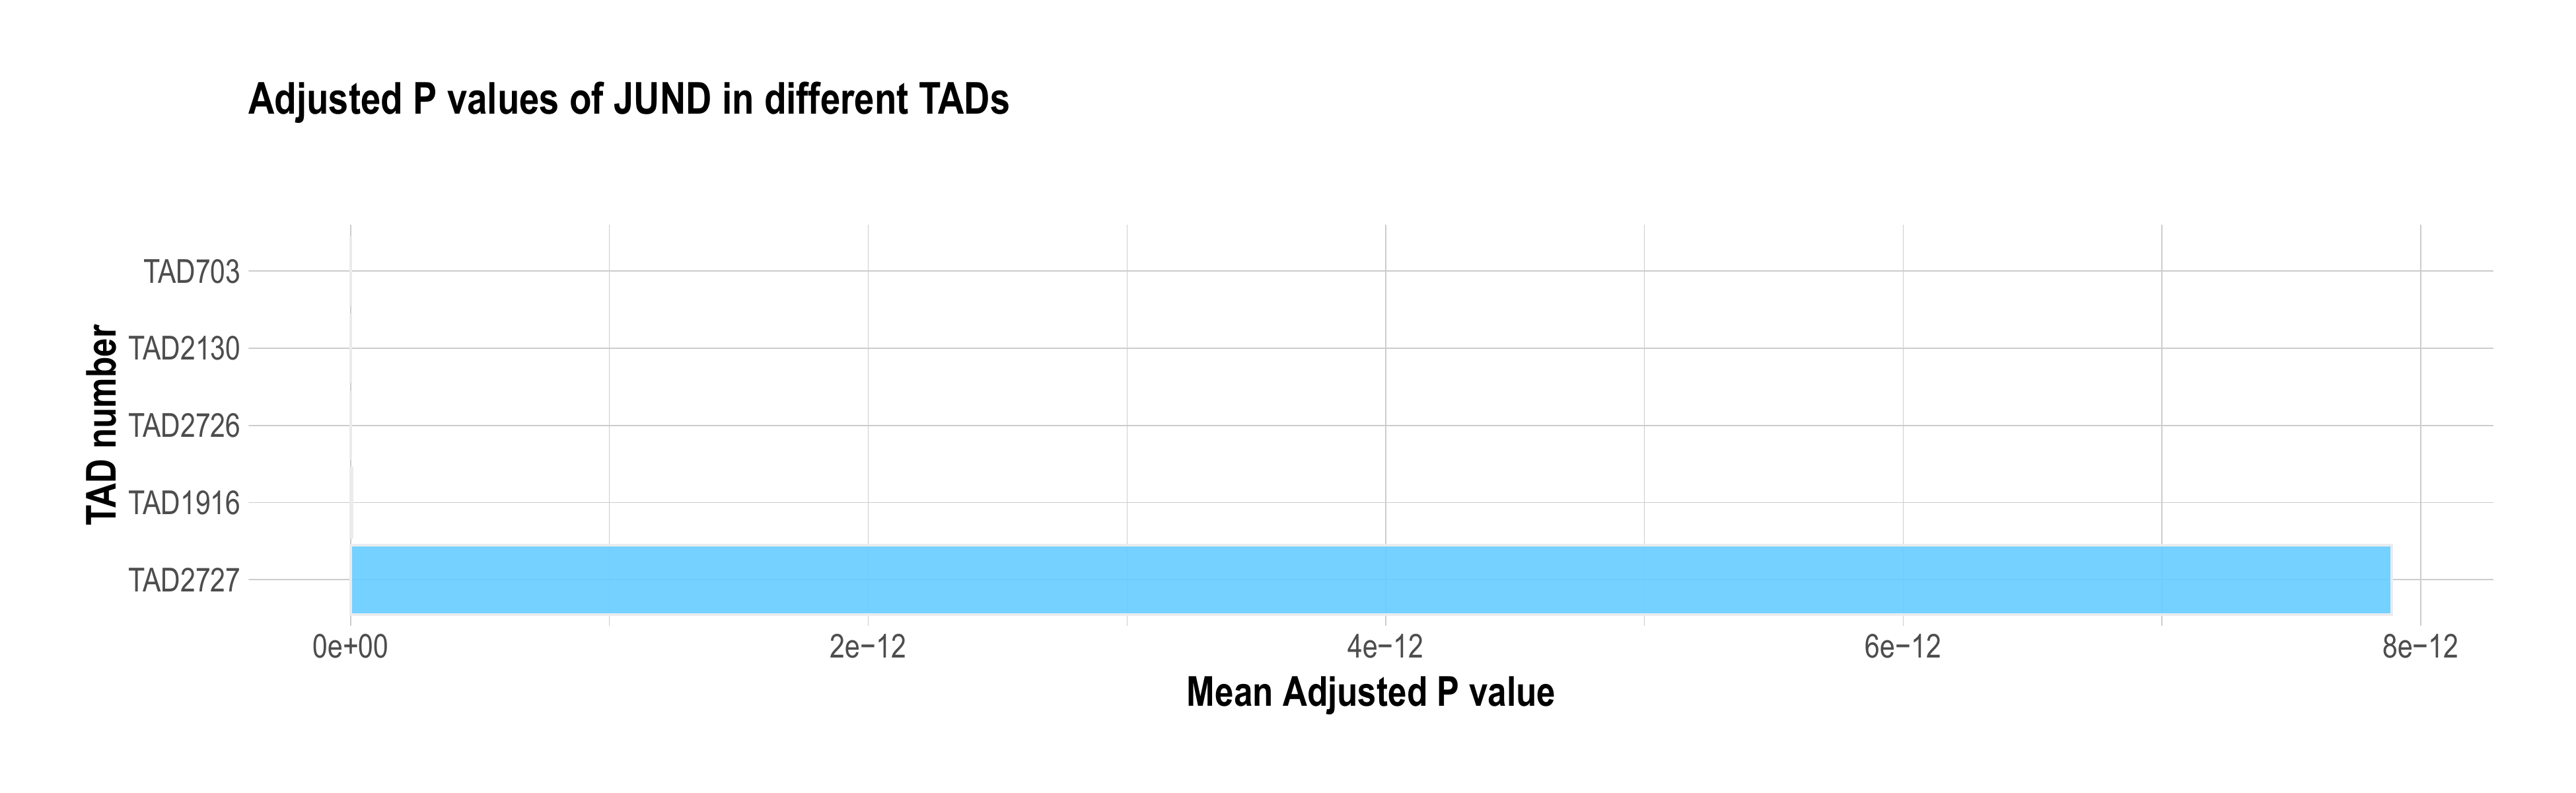 Adjusted P values of JUND in different TADs
TAD number
TAD703
TAD2130
TAD2726
TAD1916
TAD2727
0e+00 2e−12 4e−12 6e−12 8e−12
Mean Adjusted P value